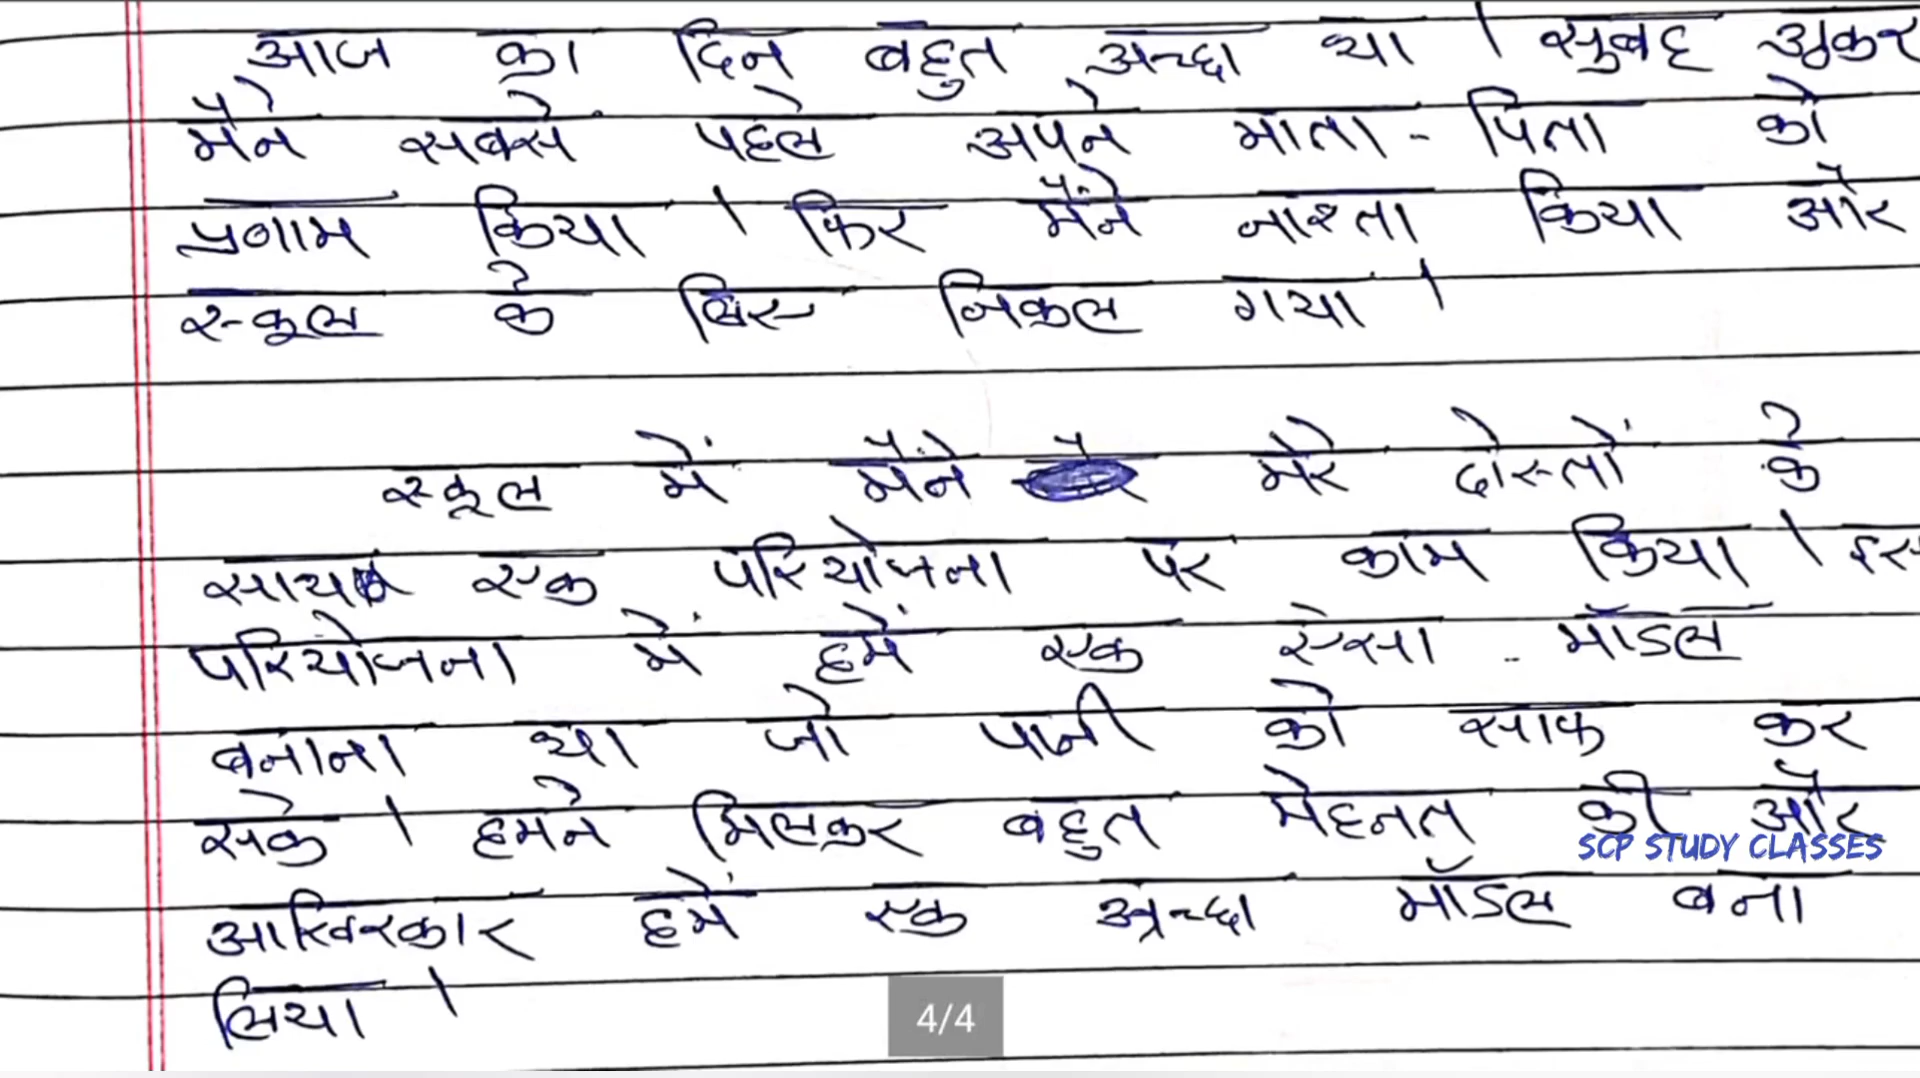 आज का दिन बहुत अच्छा था । सुबह उठकर
मैंने सबसे पहले अपने माता - पिता को
प्रणाम किया । फिर मैंने नाश्ता किया और
स्कूल के लिए निकल गया ।
स्कूल में मैंने मेरे दोस्तों के
साथ एक परियोजना पर काम किया । इस
परियोजना में हमें एक ऐसा मॉडल
बनाना था जो पानी को साफ कर
सके । हमने मिलकर बहुत मेहनत की और
SCP STUDY CLASSES
आखिरकार हमें एक अच्छा मॉडल बना
लिया ।
4/4